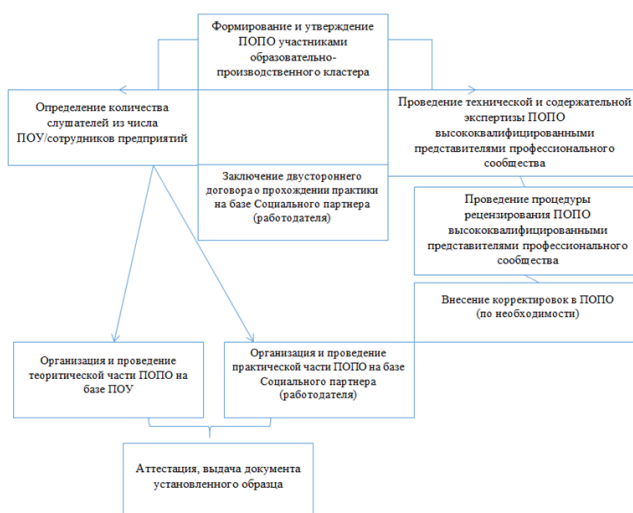 Формирование и утверждение
ПОПО участниками
образовательно-
производственного кластера
Определение количества
слушателей из числа
ПОУ/сотрудников предприятий
Проведение технической и содержательной
экспертизы ПОПО
высококвалифицированными
представителями профессионального
сообщества
Заключение двустороннего
договора о прохождении практики
на базе Социального партнера
(работодателя)
Проведение процедуры
рецензирования ПОПО
высококвалифицированными
представителями профессионального
сообщества
Внесение корректировок в ПОПО
(по необходимости)
Организация и проведение
теоритической части ПОПО на
базе ПОУ
Организация и проведение
практической части ПОПО на базе
Социального партнера
(работодателя)
Аттестация, выдача документа
установленного образца